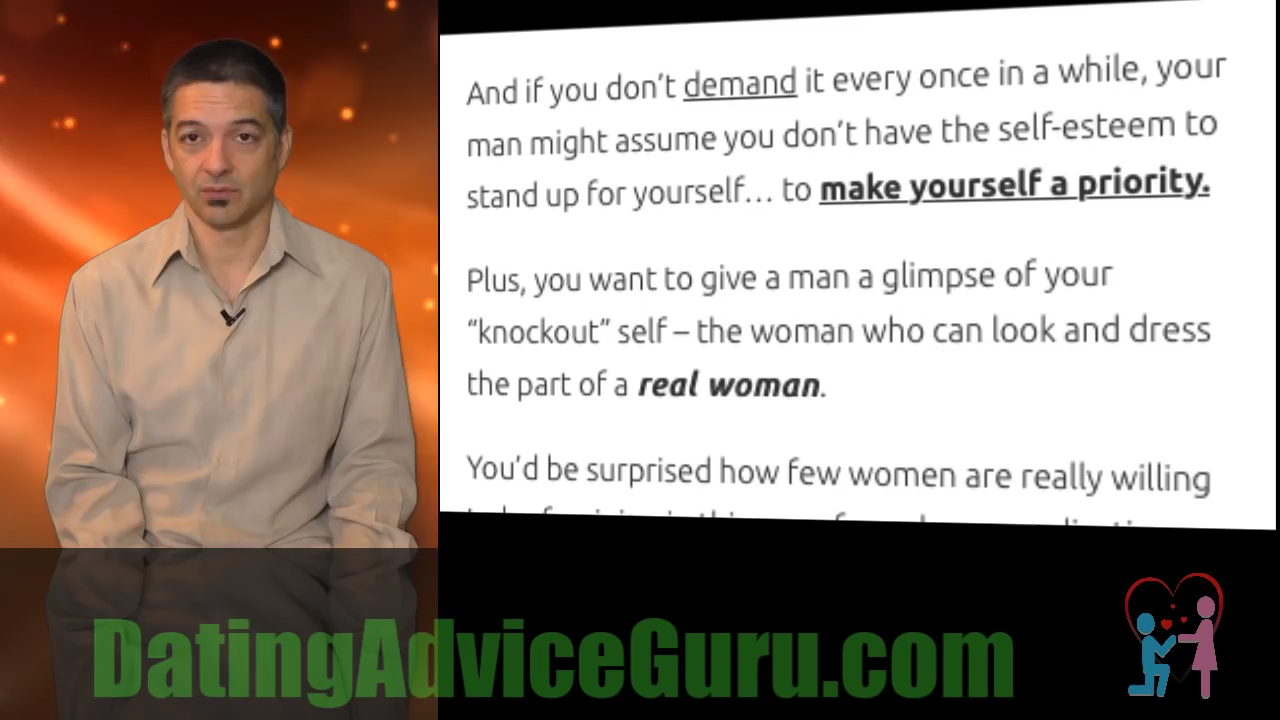 And if you don’t demand it every once in a while, your
man might assume you don’t have the self-esteem to
stand up for yourself… to make yourself a priority.
Plus, you want to give a man a glimpse of your
“knockout” self – the woman who can look and dress
the part of a real woman.
You’d be surprised how few women are really willing
DatingAdviceGuru.com